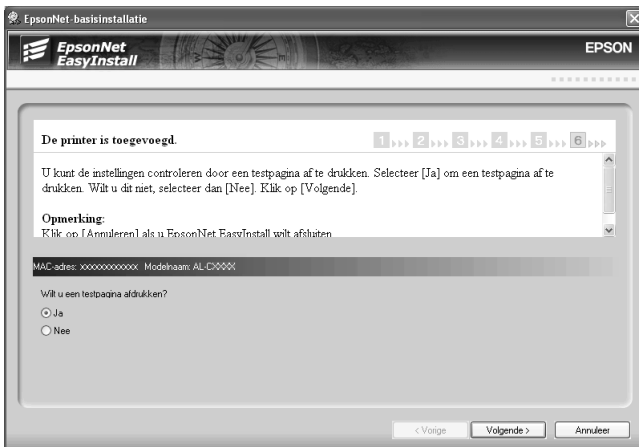 EpsonNet-basisinstallatie
EpsonNet
EasyInstall
EPSON
De printer is toegevoegd.
1 2 3 4 5 6
U kunt de instellingen controleren door een testpagina af te drukken. Selecteer [Ja] om een testpagina af te
drukken. Wilt u dit niet, selecteer dan [Nee]. Klik op [Volgende].
Opmerking:
Klik op [Annuleren] als u EpsonNet EasyInstall wilt afsluiten
MAC-adres: xxxxxxxxxxxx Modelnaam: AL-CXXXX
Wilt u een testpagina afdrukken?
Ja
Nee
< Vorige
Volgende >
Annuleer